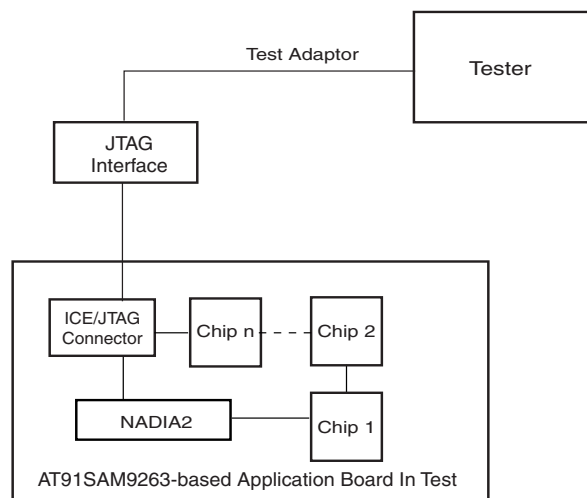 Test Adaptor
Tester
JTAG
Interface
ICE/JTAG
Connector
Chip n
Chip 2
NADIA2
Chip 1
AT91SAM9263-based Application Board In Test